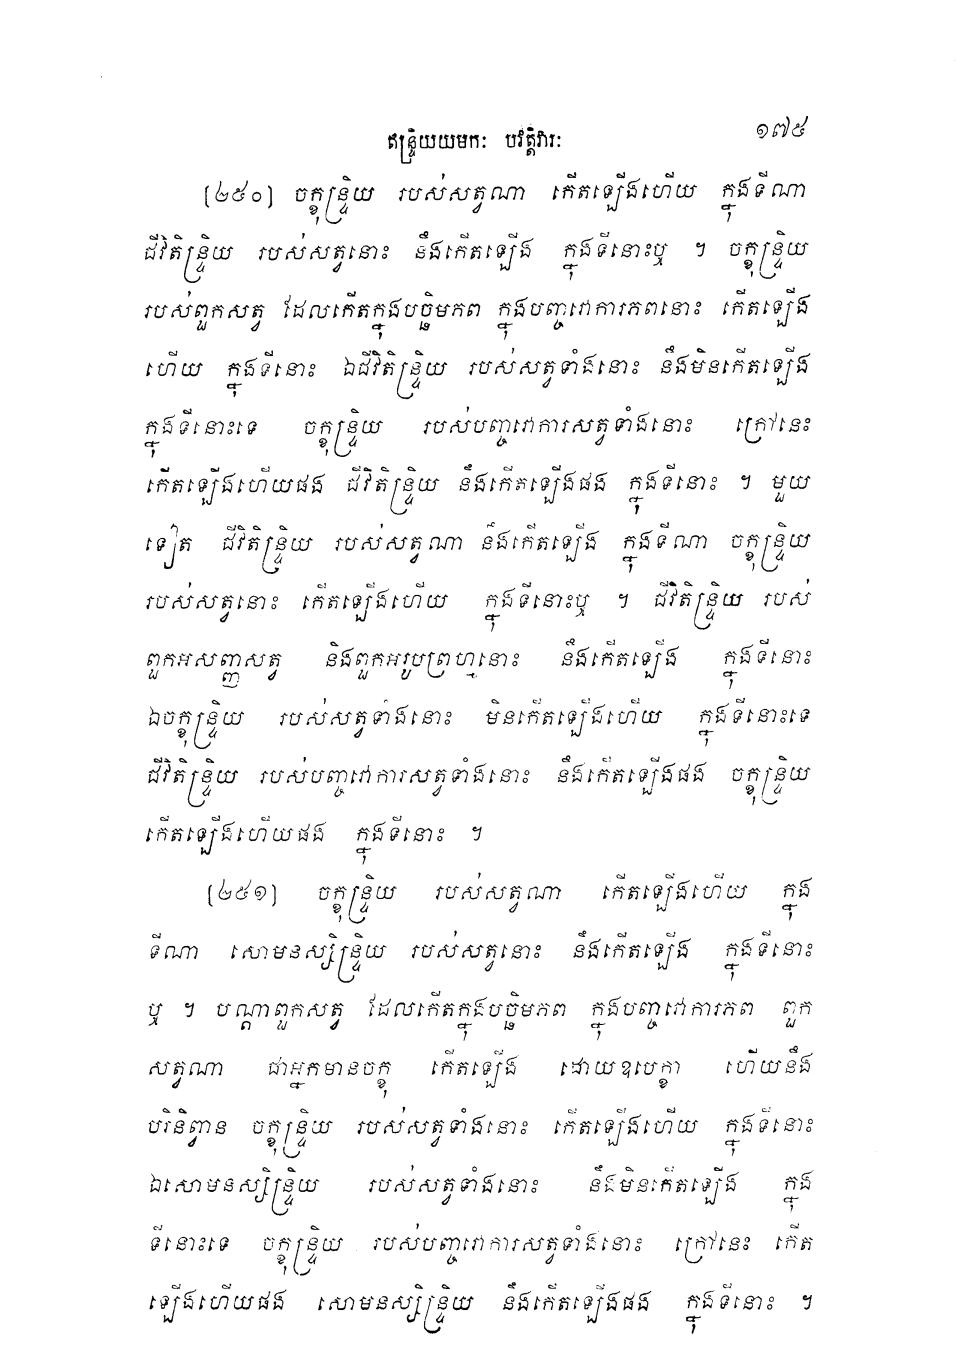 ឥន្ទ្រិយយមកៈ បវត្តិវារៈ ១៧៥
(២៥០) ចក្ខុន្ទ្រិយ របស់សត្វណា កើតឡើងហើយ ក្នុងទីណា
ជីវិតិន្ទ្រិយ របស់សត្វនោះ នឹងកើតឡើង ក្នុងទីនោះឬ ។ ចក្ខុន្ទ្រិយ
របស់ពួកសត្វ ដែលកើតក្នុងបច្ឆិមភព ក្នុងបញ្ចវោការភពនោះ កើតឡើង
ហើយ ក្នុងទីនោះ ឯជីវិតិន្ទ្រិយ របស់សត្វទាំងនោះ នឹងមិនកើតឡើង
ក្នុងទីនោះទេ ចក្ខុន្ទ្រិយ របស់បញ្ចវោការសត្វទាំងនោះ ក្រៅនេះ
កើតឡើងហើយផង ជីវិតិន្ទ្រិយ នឹងកើតឡើងផង ក្នុងទីនោះ ។ មួយ
ទៀត ជីវិតិន្ទ្រិយ របស់សត្វណា នឹងកើតឡើង ក្នុងទីណា ចក្ខុន្ទ្រិយ
របស់សត្វនោះ កើតឡើងហើយ ក្នុងទីនោះឬ ។ ជីវិតិន្ទ្រិយ របស់
ពួកអសញ្ញសត្វ និងពួកអរូបព្រហ្មនោះ នឹងកើតឡើង ក្នុងទីនោះ
ឯចក្ខុន្ទ្រិយ របស់សត្វទាំងនោះ មិនកើតឡើងហើយ ក្នុងទីនោះទេ
ជីវិតិន្ទ្រិយ របស់បញ្ចវោការសត្វទាំងនោះ នឹងកើតឡើងផង ចក្ខុន្ទ្រិយ
កើតឡើងហើយផង ក្នុងទីនោះ ។
(២៥១) ចក្ខុន្ទ្រិយ របស់សត្វណា កើតឡើងហើយ ក្នុង
ទីណា សោមនស្សិន្ទ្រិយ របស់សត្វនោះ នឹងកើតឡើង ក្នុងទីនោះ
ឬ ។ បណ្តាពួកសត្វ ដែលកើតក្នុងបច្ឆិមភព ក្នុងបញ្ចវោការភព ពួក
សត្វណា ជាអ្នកមានចក្ខុ កើតឡើង ដោយឧបេក្ខា ហើយនឹង
បរិនិព្វាន ចក្ខុន្ទ្រិយ របស់សត្វទាំងនោះ កើតឡើងហើយ ក្នុងទីនោះ
ឯសោមនស្សិន្ទ្រិយ របស់សត្វទាំងនោះ នឹងមិនកើតឡើង ក្នុង
ទីនោះទេ ចក្ខុន្ទ្រិយ របស់បញ្ចវោការសត្វទាំងនោះ ក្រៅនេះ កើត
ឡើងហើយផង សោមនស្សិន្ទ្រិយ នឹងកើតឡើងផង ក្នុងទីនោះ ។